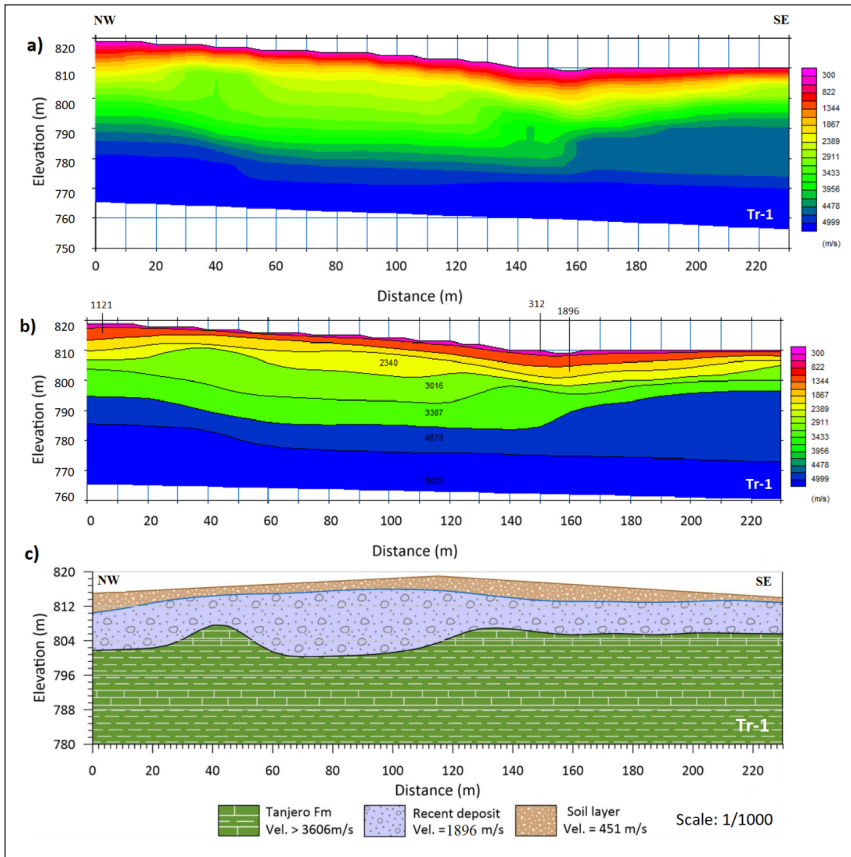 NW SE
a)
820
810
800
790
780
770
760
750
Elevation (m)
300
822
1344
1867
2389
2911
3433
3956
4478
4999
(m/s)
Tr-1
0 20 40 60 80 100 120 140 160 180 200 220
Distance (m)
1121 312 1896
b)
820
810
800
790
780
770
760
Elevation (m)
2340
3016
3387
4879
300
822
1344
1867
2389
2911
3433
3956
4478
4999
(m/s)
Tr-1
0 20 40 60 80 100 120 140 160 180 200 220
Distance (m)
c)
NW SE
820
812
804
796
788
780
Elevation (m)
Tr-1
0 20 40 60 80 100 120 140 160 180 200 220
Distance (m)
Tanjero Fm
Vel. > 3606m/s
Recent deposit
Vel. =1896 m/s
Soil layer
Vel. = 451 m/s
Scale: 1/1000